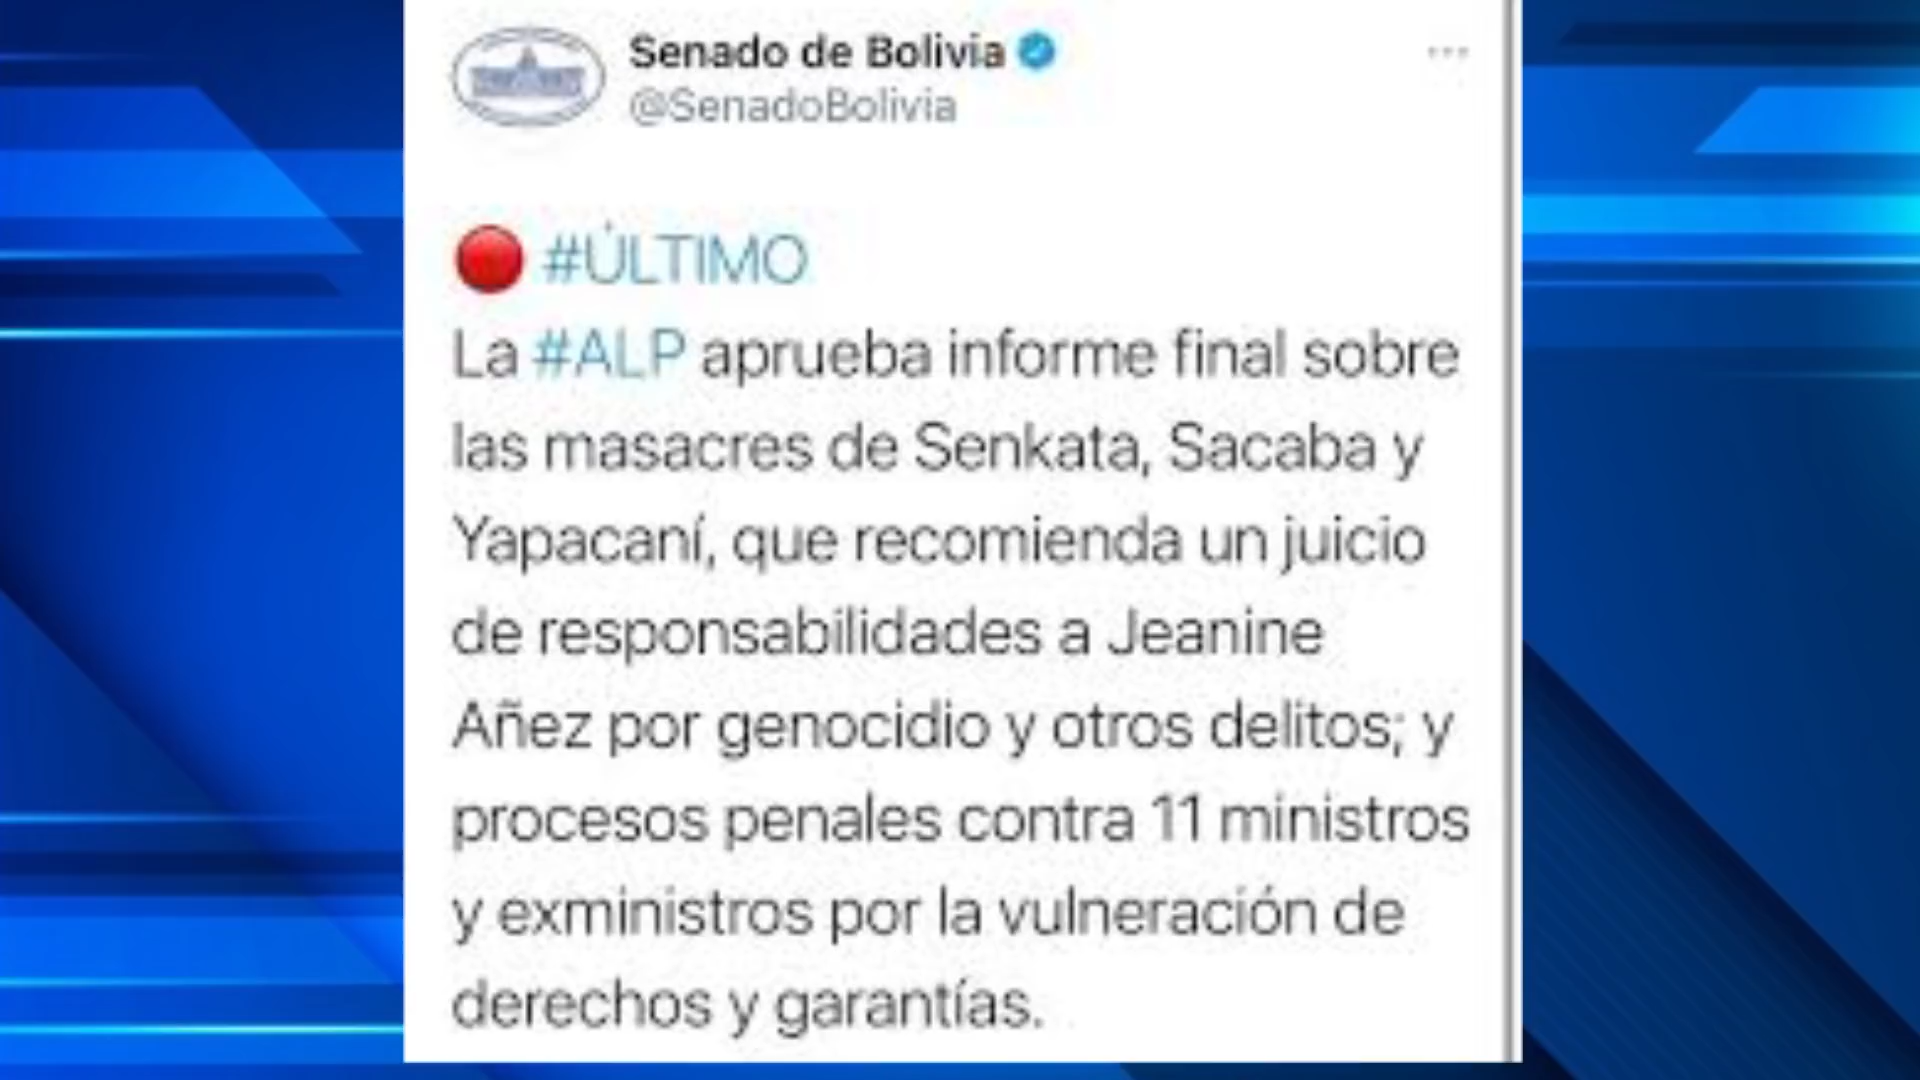 Senado de Bolivia
@SenadoBolivia
#ÚLTIMO
La #ALP aprueba informe final sobre
las masacres de Senkata, Sacaba y
Yapacaní, que recomienda un juicio
de responsabilidades a Jeanine
Añez por genocidio y otros delitos; y
procesos penales contra 11 ministros
y exministros por la vulneración de
derechos y garantías.